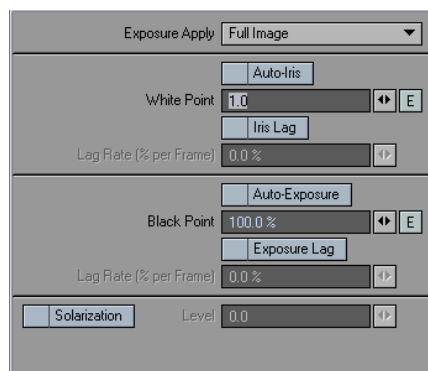 Exposure Apply Full Image
Auto-Iris
White Point 1.0 E
Iris Lag
Lag Rate (% per Frame) 0.0 %
Auto-Exposure
Black Point 100.0 % E
Exposure Lag
Lag Rate (% per Frame) 0.0 %
Solarization Level 0.0